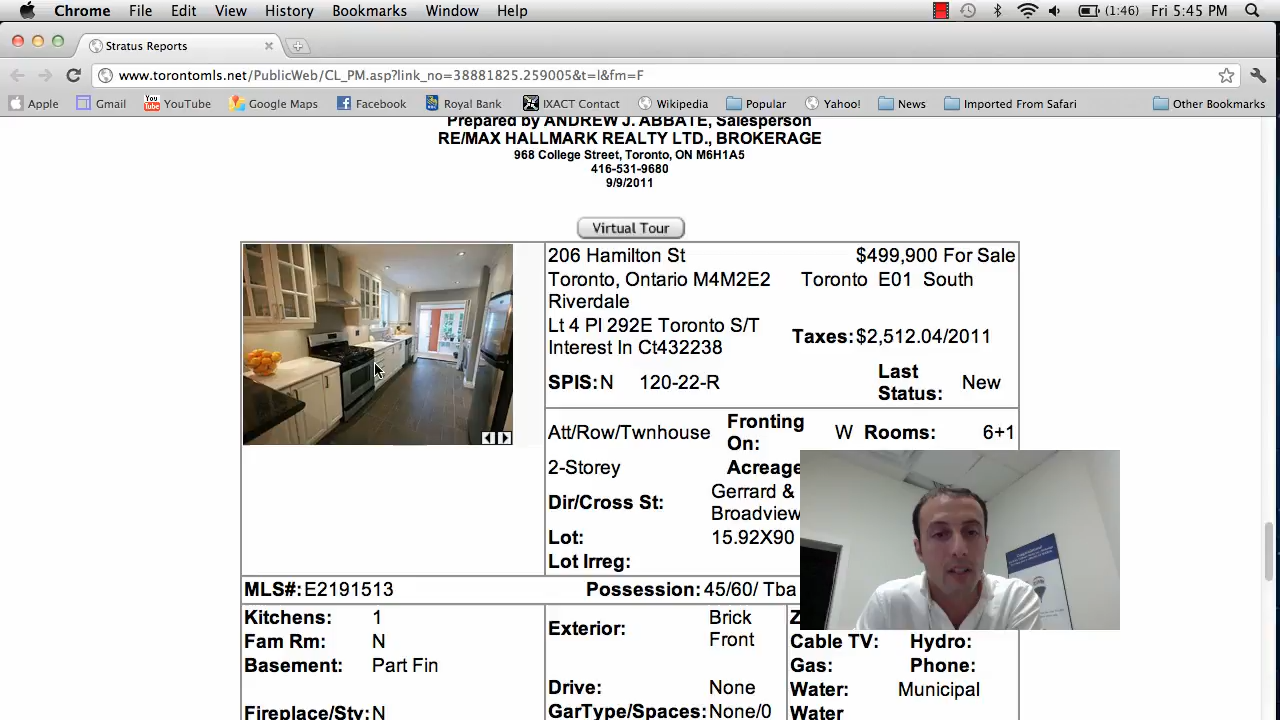 Chrome File Edit View History Bookmarks Window Help (1:46) Fri 5:45 PM
Stratus Reports
www.torontomls.net/PublicWeb/CL_PM.asp?link_no=38881825.259005&t=l&fm=F
Apple Gmail YouTube Google Maps Facebook Royal Bank IXACT Contact Wikipedia Popular Yahoo! News Imported From Safari Other Bookmarks
Prepared by ANDREW J. ABBATE, Salesperson
RE/MAX HALLMARK REALTY LTD., BROKERAGE
968 College Street, Toronto, ON M6H1A5
416-531-9680
9/9/2011
Virtual Tour
206 Hamilton St $499,900 For Sale
Toronto, Ontario M4M2E2 Toronto E01 South
Riverdale
Lt 4 Pl 292E Toronto S/T
Interest In Ct432238
Taxes: $2,512.04/2011
SPIS: N 120-22-R
Last
Status: New
Att/Row/Twnhouse
Fronting
On: W Rooms: 6+1
2-Storey Acreage
Dir/Cross St: Gerrard &
Broadview
Lot: 15.92X90
Lot Irreg:
MLS#: E2191513 Possession: 45/60/ Tba
Kitchens: 1
Fam Rm: N
Basement: Part Fin
Fireplace/Stv: N
Exterior: Brick
Front
Drive: None
GarType/Spaces: None/0
Z
Cable TV: Hydro:
Gas: Phone:
Water: Municipal
Water